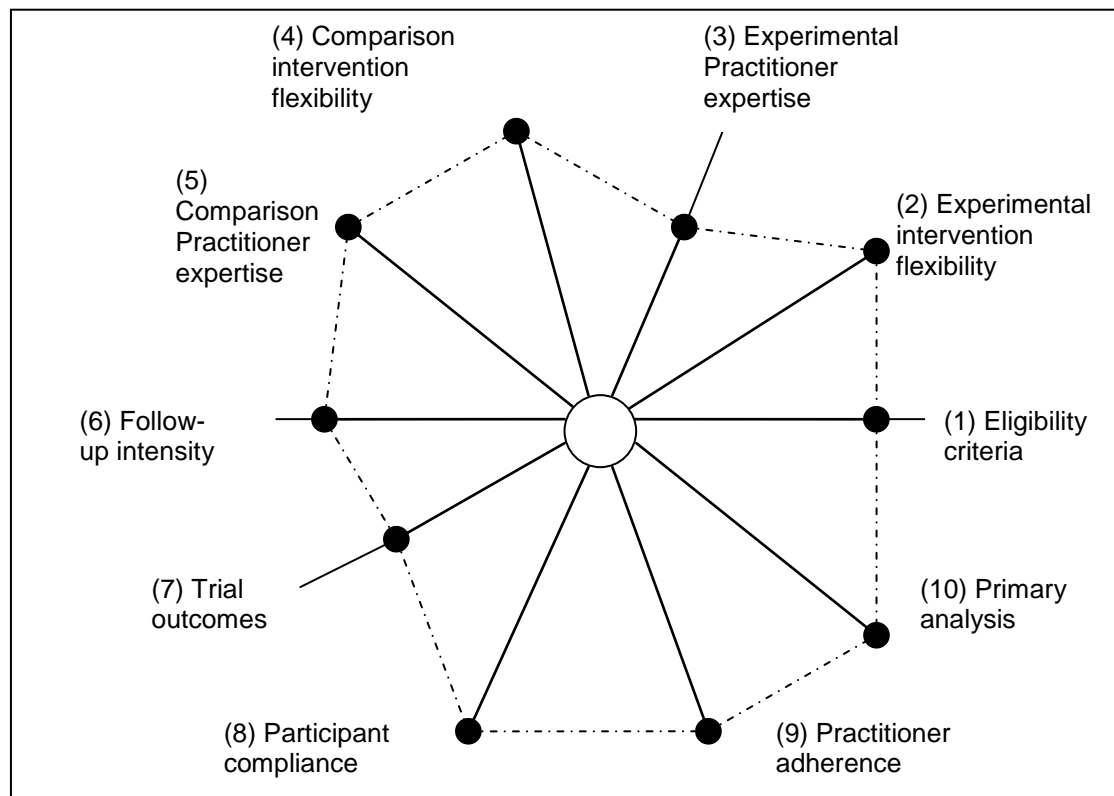 (4) Comparison
intervention
flexibility
(3) Experimental
Practitioner
expertise
(5)
Comparison
Practitioner
expertise
(2) Experimental
intervention
flexibility
(6) Follow-
up intensity
(1) Eligibility
criteria
(7) Trial
outcomes
(10) Primary
analysis
(8) Participant
compliance
(9) Practitioner
adherence